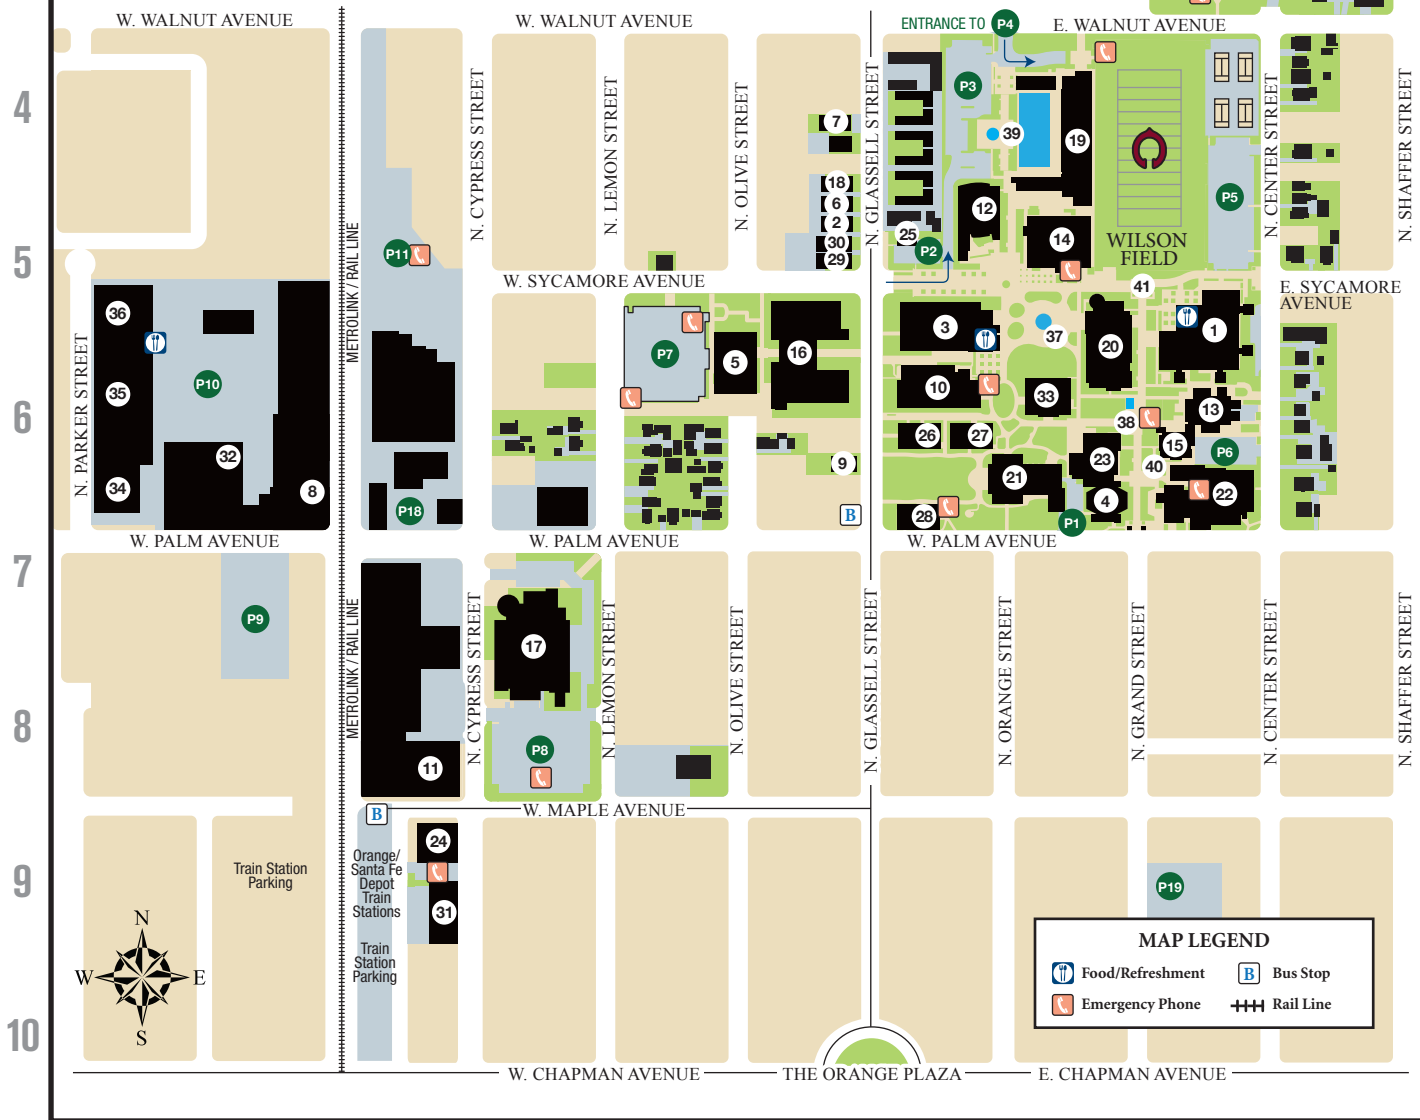 W. WALNUT AVENUE
W. WALNUT AVENUE
ENTRANCE TO P4
E. WALNUT AVENUE
4
5
6
7
8
9
10
N. PARKER STREET
METROLINK / RAIL LINE
METROLINK / RAIL LINE
N. CYPRESS STREET
N. LEMON STREET
N. OLIVE STREET
N. GLASSELL STREET
N. CENTER STREET
N. SHAFFER STREET
P3
39
19
7
18
6
2
30
29
12
14
25
P2
P5
WILSON
FIELD
P11
W. SYCAMORE AVENUE
41
E. SYCAMORE
AVENUE
36
35
34
P10
32
8
P18
P7
5
16
3
37
20
1
10
33
38
13
26
27
15
P6
9
21
23
40
22
28
4
P1
B
W. PALM AVENUE
W. PALM AVENUE
W. PALM AVENUE
P9
17
N. CYPRESS STREET
N. LEMON STREET
N. OLIVE STREET
N. GLASSELL STREET
N. ORANGE STREET
N. GRAND STREET
N. CENTER STREET
N. SHAFFER STREET
P8
11
B
W. MAPLE AVENUE
24
Orange/
Santa Fe
Depot
Train
Stations
31
Train Station
Parking
Train
Station
Parking
P19
N
W
E
S
MAP LEGEND
Food/Refreshment
B Bus Stop
Emergency Phone
Rail Line
W. CHAPMAN AVENUE
THE ORANGE PLAZA
E. CHAPMAN AVENUE